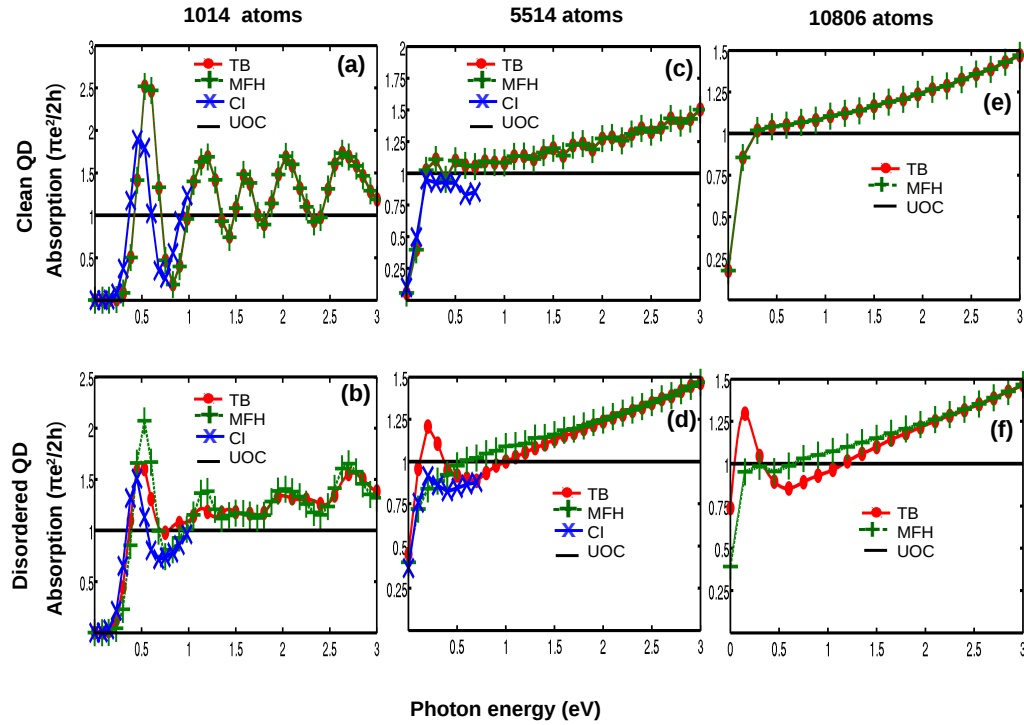 1014 atoms
5514 atoms
10806 atoms
Clean QD
Absorption (πe²/2h)
Disordered QD
Absorption (πe²/2h)
(a)
TB
MFH
CI
UOC
3
2.5
2
1.5
1
0.5
0.5 1 1.5 2 2.5 3
(c)
TB
MFH
CI
UOC
2
1.75
1.5
1.25
1
0.75
0.5
0.25
0.5 1 1.5 2 2.5 3
(e)
TB
MFH
UOC
1.5
1.25
1
0.75
0.5
0.25
0.5 1 1.5 2 2.5 3
(b)
TB
MFH
CI
UOC
2.5
2
1.5
1
0.5
0.5 1 1.5 2 2.5 3
(d)
TB
MFH
CI
UOC
1.5
1.25
1
0.75
0.5
0.25
0.5 1 1.5 2 2.5 3
(f)
TB
MFH
UOC
1.5
1.25
1
0.75
0.5
0.25
0 0.5 1 1.5 2 2.5 3
Photon energy (eV)